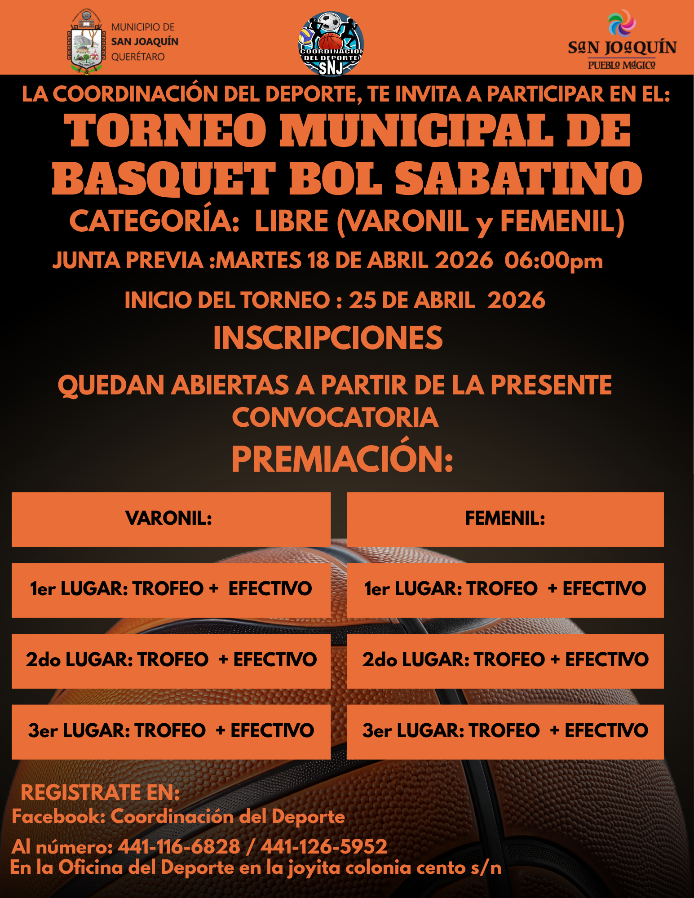 MUNICIPIO DE
SAN JOAQUÍN
QUERÉTARO
COORDINACIÓN
DEL DEPORTE
SNJ
SAN JOAQUÍN
PUEBLO MÁGICO
LA COORDINACIÓN DEL DEPORTE, TE INVITA A PARTICIPAR EN EL:
TORNEO MUNICIPAL DE
BASQUET BOL SABATINO
CATEGORÍA: LIBRE (VARONIL y FEMENIL)
JUNTA PREVIA :MARTES 18 DE ABRIL 2026 06:00pm
INICIO DEL TORNEO : 25 DE ABRIL 2026
INSCRIPCIONES
QUEDAN ABIERTAS A PARTIR DE LA PRESENTE
CONVOCATORIA
PREMIACIÓN:
VARONIL:
1er LUGAR: TROFEO + EFECTIVO
2do LUGAR: TROFEO + EFECTIVO
3er LUGAR: TROFEO + EFECTIVO
FEMENIL:
1er LUGAR: TROFEO + EFECTIVO
2do LUGAR: TROFEO + EFECTIVO
3er LUGAR: TROFEO + EFECTIVO
REGISTRATE EN:
Facebook: Coordinación del Deporte
Al número: 441-116-6828 / 441-126-5952
En la Oficina del Deporte en la joyita colonia cento s/n